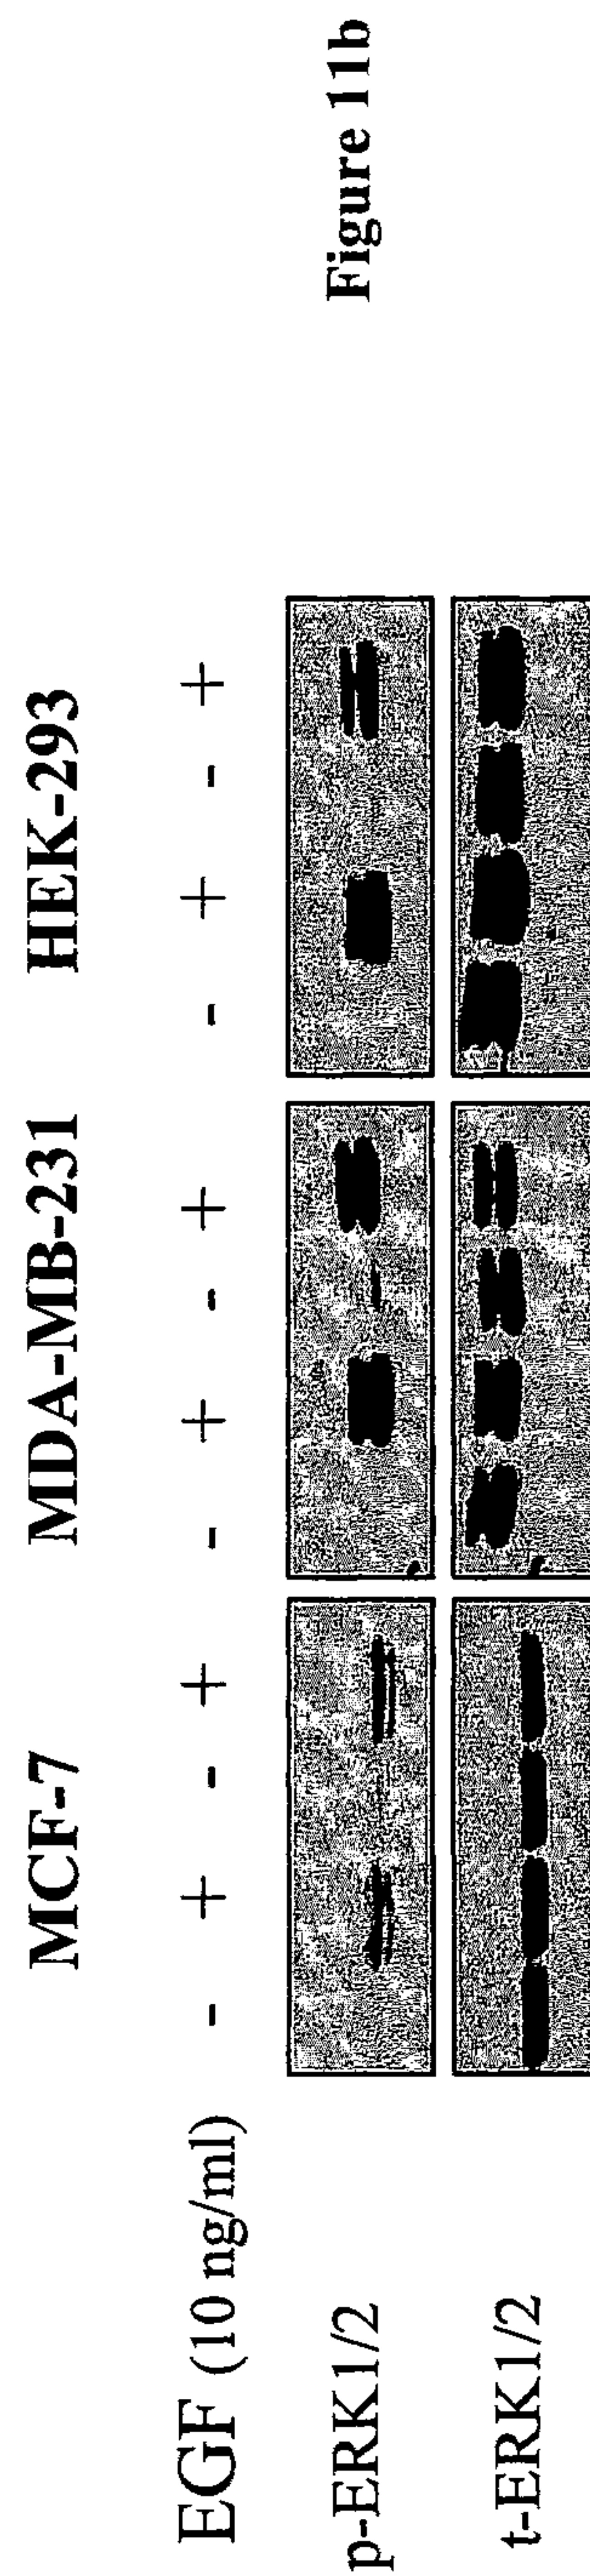 MCF-7 MDA-MB-231 HEK-293
EGF (10 ng/ml) - + - + - + - + - + - +
p-ERK1/2
t-ERK1/2
Figure 11b